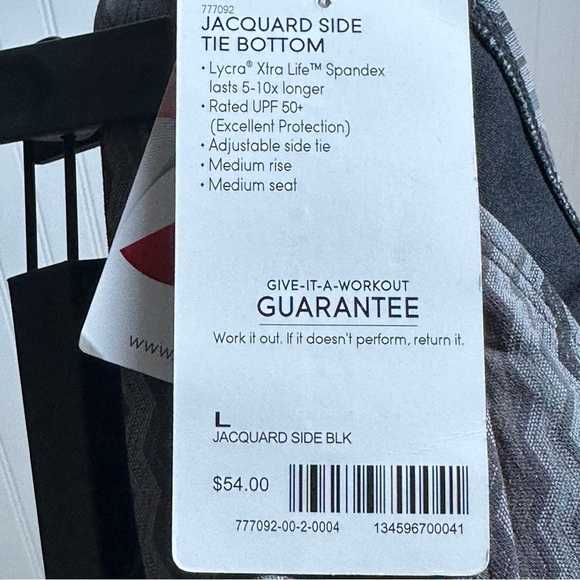 777092
JACQUARD SIDE
TIE BOTTOM
• Lycra® Xtra Life™ Spandex
lasts 5-10x longer
• Rated UPF 50+
(Excellent Protection)
• Adjustable side tie
• Medium rise
• Medium seat
GIVE-IT-A-WORKOUT
GUARANTEE
Work it out. If it doesn't perform, return it.
www.
L
JACQUARD SIDE BLK
$54.00
777092-00-2-0004 134596700041